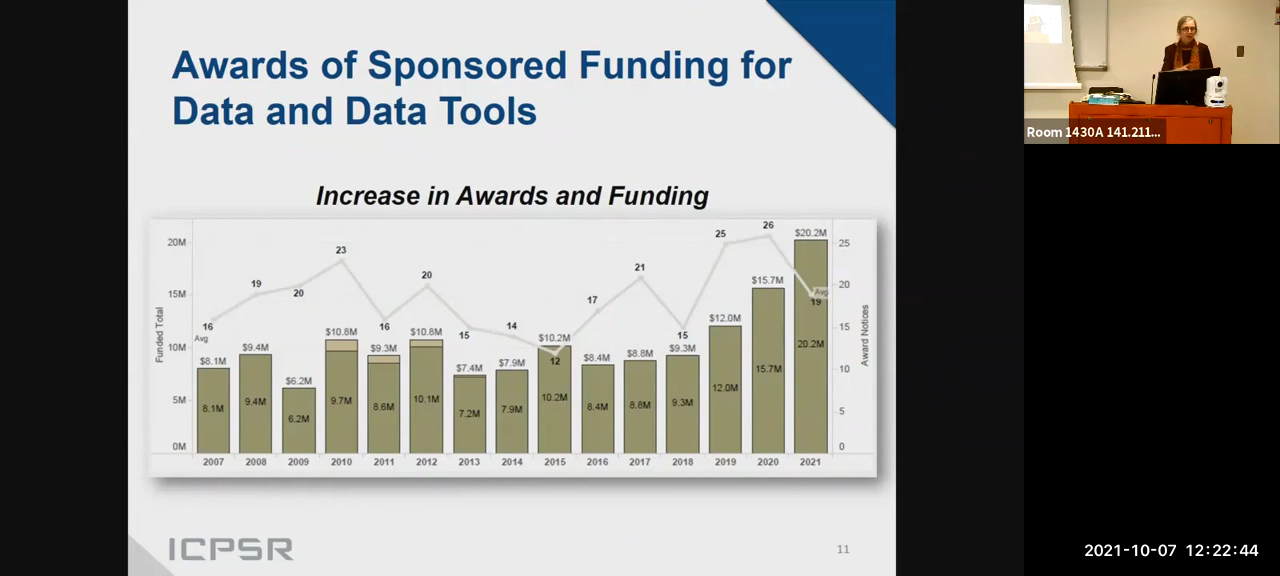 Awards of Sponsored Funding for
Data and Data Tools
Increase in Awards and Funding
Funded Total
20M
15M
10M
5M
0M
16
19
20
23
16
20
15
14
12
17
21
15
25
26
19
Avg
Avg
$8.1M
$9.4M
$6.2M
$10.8M
$9.3M
$10.8M
$7.4M
$7.9M
$10.2M
$8.4M
$8.8M
$9.3M
$12.0M
$15.7M
$20.2M
8.1M
9.4M
6.2M
9.7M
8.6M
10.1M
7.2M
7.9M
10.2M
8.4M
8.8M
9.3M
12.0M
15.7M
20.2M
25
20
15
10
5
0
Award Notices
2007 2008 2009 2010 2011 2012 2013 2014 2015 2016 2017 2018 2019 2020 2021
ICPSR
11
Room 1430A 141.211...
2021-10-07 12:22:44